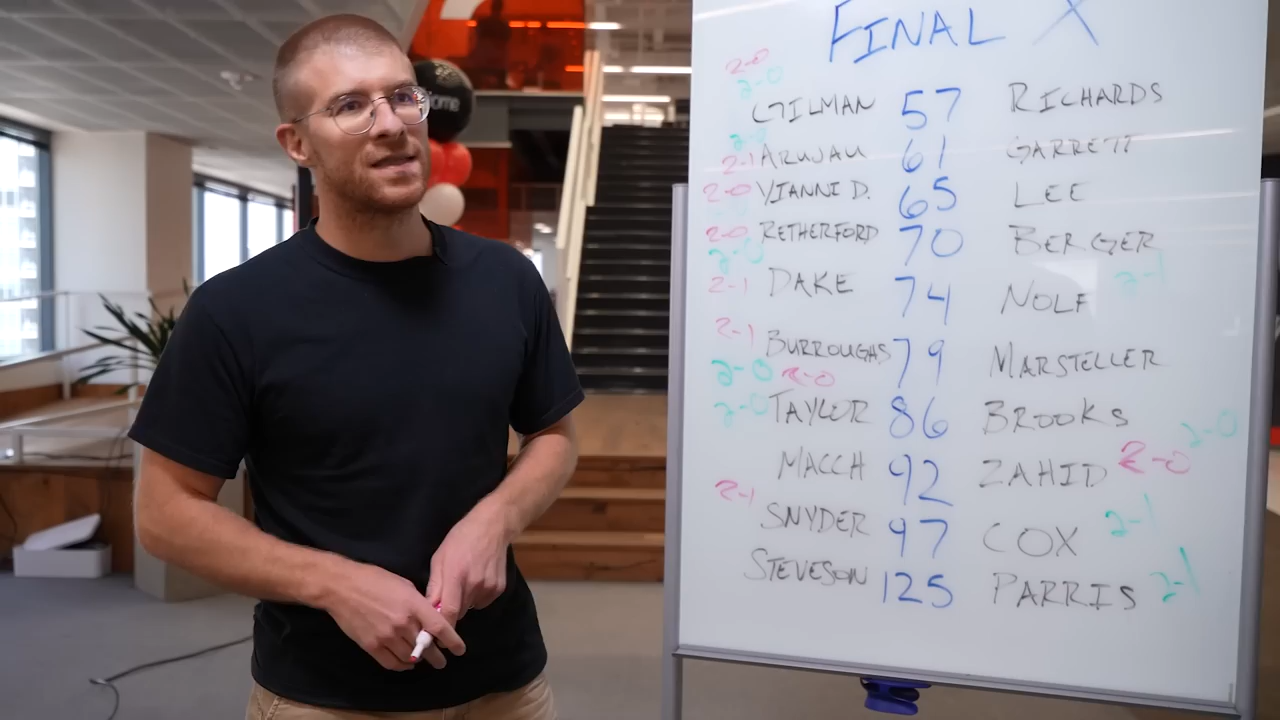 FINAL X
2-0
2-0
GILMAN 57 RICHARDS
2-0
2-1 ARUJAU 61 GARRETT
2-0 YIANNI D. 65 LEE
2-0 RETHERFORD 70 BERGER
2-0
2-1 DAKE 74 NOLF 2-1
2-1 BURROUGHS 79 MARSTELLER
2-0 2-0
2-0 TAYLOR 86 BROOKS
2-0
MACCH 92 ZAHID 2-0
2-1 SNYDER 97 COX 2-1
STEVESON 125 PARRIS 2-1